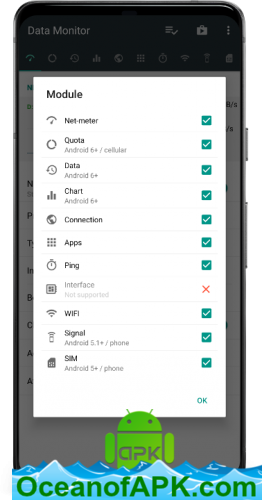 Data Monitor
Module
Net-meter
Quota
Android 6+ / cellular
Data
Android 6+
Chart
Android 6+
Connection
Apps
Ping
Interface
Not supported
WIFI
Signal
Android 5.1+ / phone
SIM
Android 5+ / phone
OK
APK
OceanofAPK.com